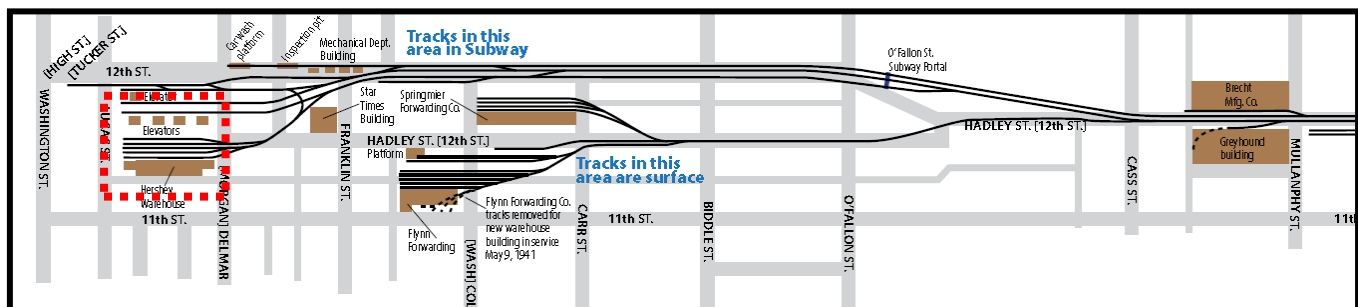 [HIGH ST.]
[TUCKER ST.]
12th ST.
Car wash
platform
Inspection pit
Mechanical Dept.
Building
Tracks in this
area in Subway
O'Fallon St.
Subway Portal
WASHINGTON ST.
LUCAS ST.
Elevator
Elevators
Hershey
Warehouse
11th ST.
[MORGAN] DELMAR
Star
Times
Building
FRANKLIN ST.
Springmier
Forwarding Co.
HADLEY ST. [12th ST.]
Platform
Tracks in this
area are surface
Flynn
Forwarding
Flynn Forwarding Co.
tracks removed for
new warehouse
building in service
May 9, 1941
[WASH] COL
CARR ST.
11th ST.
BIDDLE ST.
O'FALLON ST.
HADLEY ST. [12th ST.]
CASS ST.
Brecht
Mfg. Co.
Greyhound
building
MULLANPHY ST.
11th